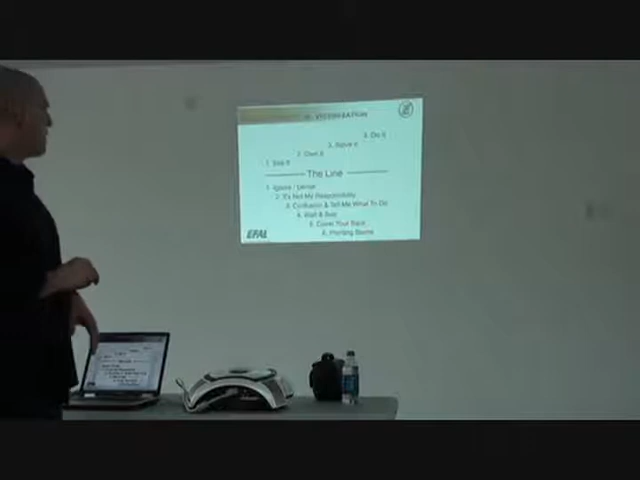 VICTIMIZATION
4. Do it
3. Solve it
2. Own it
1. See it
The Line
1. Ignore / Denial
2. It's Not My Responsibility
3. Confusion & Tell Me What To Do
4. Wait & See
5. Cover Your Back
6. Pointing Blame